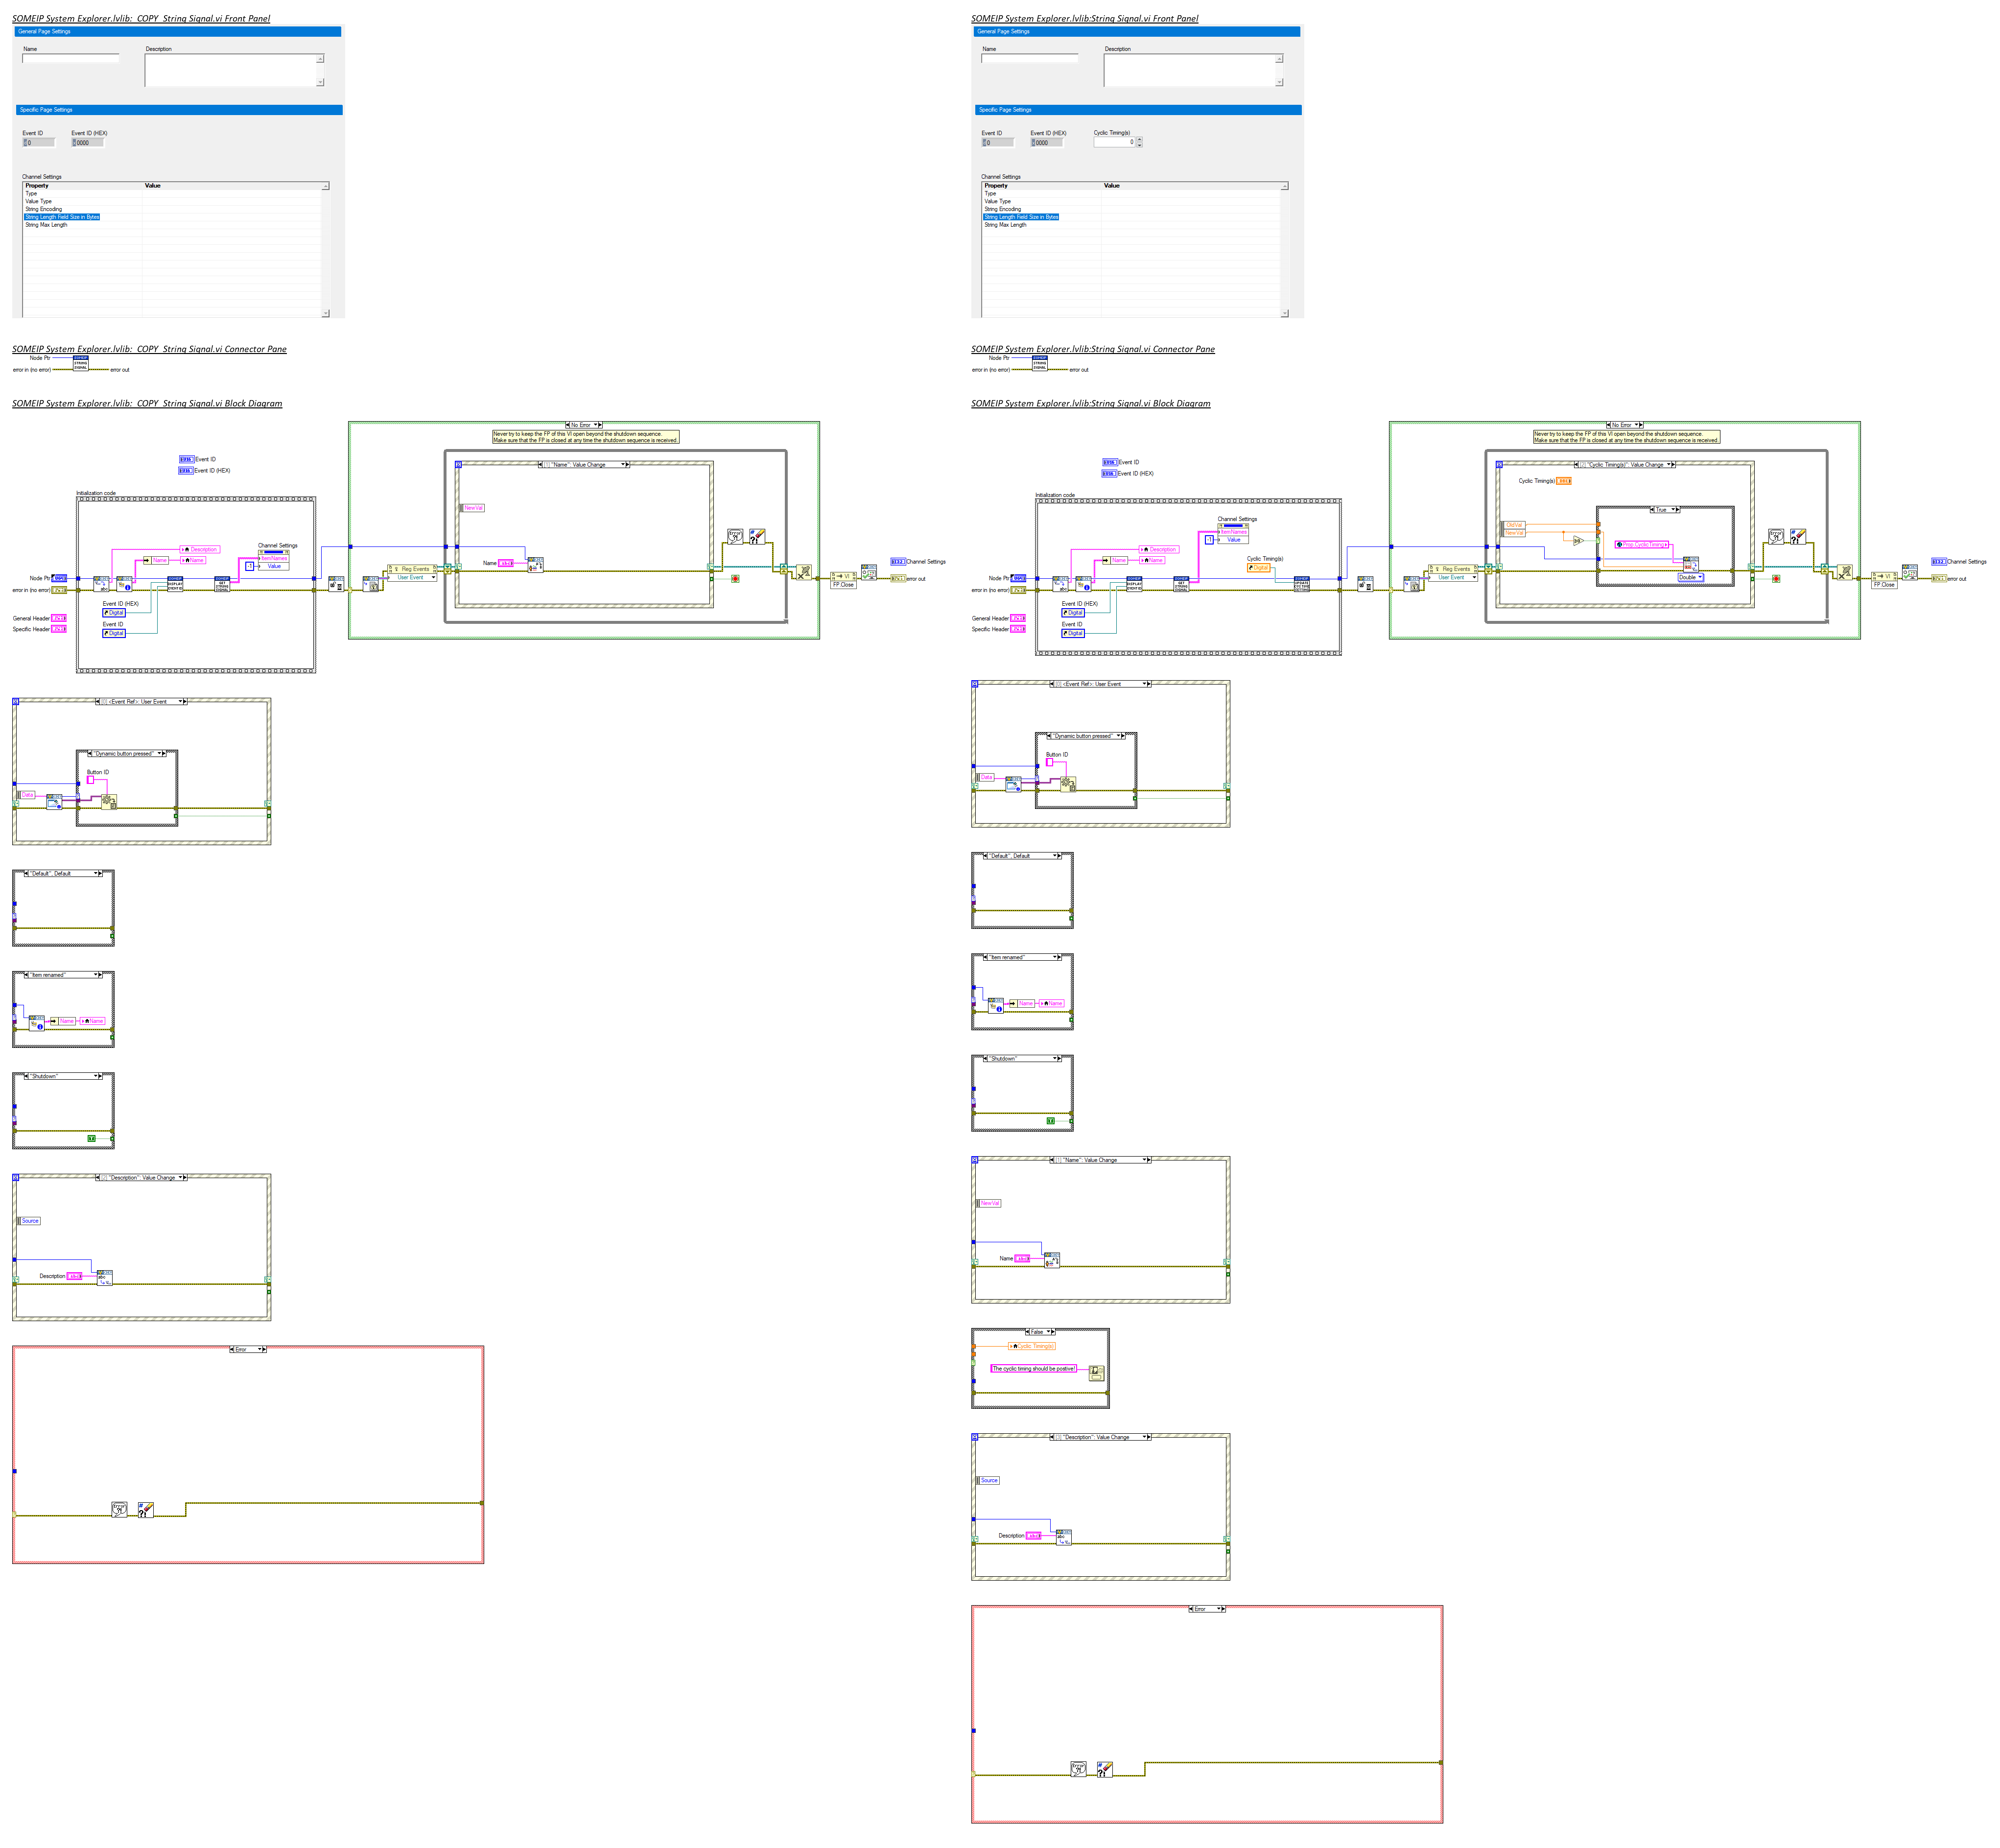 SOMEIP System Explorer.lvlib:_COPY_String Signal.vi Front Panel
General Page Settings
Name
Description
Specific Page Settings
Event ID
Event ID (HEX)
0
0000
Channel Settings
Property Value
Type
Value Type
String Encoding
String Length Field Size in Bytes
String Max Length
SOMEIP System Explorer.lvlib:_COPY_String Signal.vi Connector Pane
Node Ptr
error in (no error)
error out
SOMEIP System Explorer.lvlib:_COPY_String Signal.vi Block Diagram
No Error
Never try to keep the FP of this VI open beyond the shutdown sequence.
Make sure that the FP is closed at any time the shutdown sequence is received.
Event ID
Event ID (HEX)
[1] "Name": Value Change
Initialization code
NewVal
Channel Settings
Description
ItemNames
Name
Name
-1
Value
Node Ptr
error in (no error)
Reg Events
User Event
Name
Channel Settings
error out
VI
FP.Close
Event ID (HEX)
Digital
Event ID
Digital
General Header
Specific Header
[0] <Event Ref>: User Event
"Dynamic button pressed"
Button ID
Data
"Default", Default
"Item renamed"
Name
Name
"Shutdown"
[2] "Description": Value Change
Source
Description
Error
SOMEIP System Explorer.lvlib:String Signal.vi Front Panel
General Page Settings
Name
Description
Specific Page Settings
Event ID
Event ID (HEX)
Cyclic Timing(s)
0
0000
0
Channel Settings
Property Value
Type
Value Type
String Encoding
String Length Field Size in Bytes
String Max Length
SOMEIP System Explorer.lvlib:String Signal.vi Connector Pane
Node Ptr
error in (no error)
error out
SOMEIP System Explorer.lvlib:String Signal.vi Block Diagram
No Error
Never try to keep the FP of this VI open beyond the shutdown sequence.
Make sure that the FP is closed at any time the shutdown sequence is received.
Event ID
Event ID (HEX)
[2] "Cyclic Timing(s)": Value Change
Cyclic Timing(s)
Initialization code
True
Channel Settings
ItemNames
-1
Value
OldVal
NewVal
Description
Name
Name
Cyclic Timing(s)
Digital
Prop CyclicTiming
Node Ptr
error in (no error)
Reg Events
User Event
Double
Channel Settings
error out
VI
FP.Close
Event ID (HEX)
Digital
Event ID
Digital
General Header
Specific Header
[0] <Event Ref>: User Event
"Dynamic button pressed"
Button ID
Data
"Default", Default
"Item renamed"
Name
Name
"Shutdown"
[1] "Name": Value Change
NewVal
Name
False
Cyclic Timing(s)
The cyclic timing should be positive!
[3] "Description": Value Change
Source
Description
Error